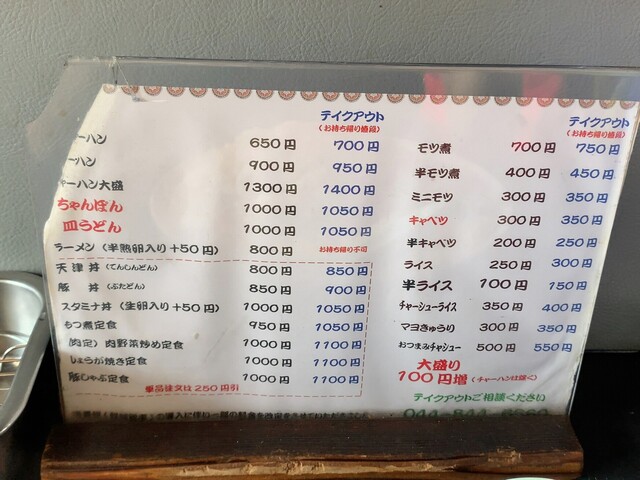 テイクアウト
(お持ち帰り値段)
ーハン 650円 700円
ーハン 900円 950円
ャーハン大盛 1300円 1400円
ちゃんぽん 1000円 1050円
皿うどん 1000円 1050円
ラーメン (半熟卵入り+50円) 800円 お持ち帰り不可
天津丼 (てんしんどん) 800円 850円
豚丼 (ぶたどん) 850円 900円
スタミナ丼 (生卵入り+50円) 1000円 1050円
もつ煮定食 950円 1050円
(肉定) 肉野菜炒め定食 1000円 1100円
しょうが焼き定食 1000円 1100円
豚しゃぶ定食 1000円 1100円
単品注文は250円引
テイクアウト
(お持ち帰り値段)
モツ煮 700円 750円
半モツ煮 400円 450円
ミニモツ 300円 350円
キャベツ 300円 350円
半キャベツ 200円 250円
ライス 250円 300円
半ライス 100円 150円
チャーシューライス 350円 400円
マヨきゅうり 300円 350円
おつまみチャシュー 500円 550円
大盛り
100円増 (チャーハンは除く)
テイクアウトご相談ください